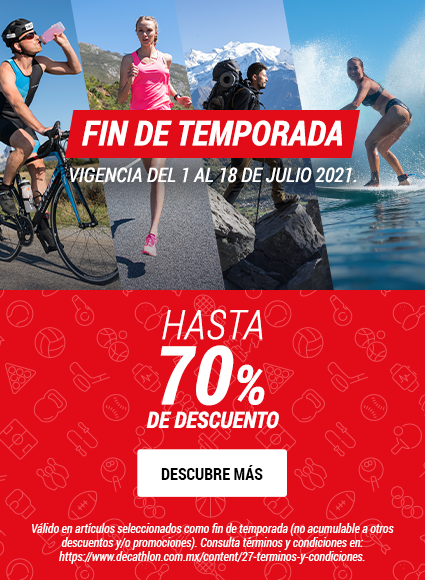 FIN DE TEMPORADA
VIGENCIA DEL 1 AL 18 DE JULIO 2021.
HASTA
70%
DE DESCUENTO
DESCUBRE MÁS
Válido en artículos seleccionados como fin de temporada (no acumulable a otros
descuentos y/o promociones). Consulta términos y condiciones en:
https://www.decathlon.com.mx/content/27-terminos-y-condiciones.